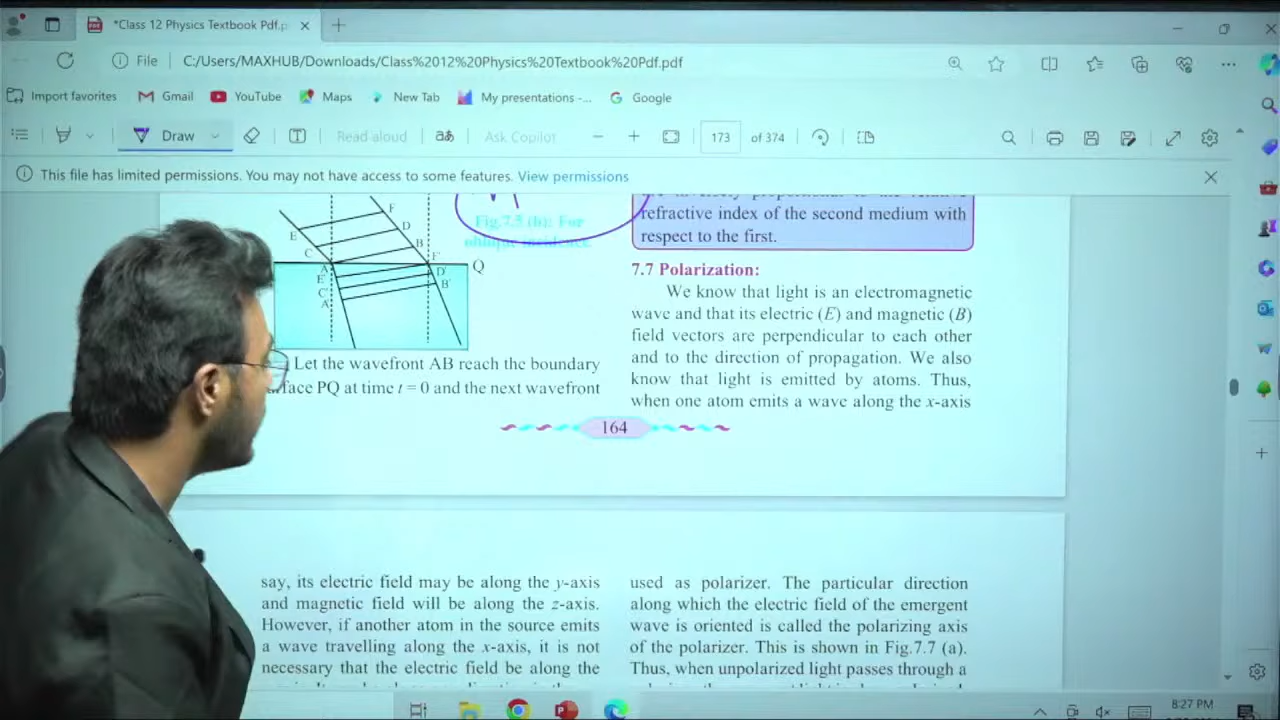 *Class 12 Physics Textbook Pdf.p
File
C:/Users/MAXHUB/Downloads/Class%2012%20Physics%20Textbook%20Pdf.pdf
Import favorites
Gmail
YouTube
Maps
New Tab
My presentations -...
Google
Draw
Read aloud
aあ
Ask Copilot
173
of 374
This file has limited permissions. You may not have access to some features. View permissions
F
D
B
E
C
A
F'
Q
E'
D'
C'
B'
A'
Fig.7.5 (b): For
oblique incidence.
refractive index of the second medium with
respect to the first.
Let the wavefront AB reach the boundary
PQ at time t = 0 and the next wavefront
7.7 Polarization:
We know that light is an electromagnetic
wave and that its electric (E) and magnetic (B)
field vectors are perpendicular to each other
and to the direction of propagation. We also
know that light is emitted by atoms. Thus,
when one atom emits a wave along the x-axis
164
say, its electric field may be along the y-axis
and magnetic field will be along the z-axis.
However, if another atom in the source emits
a wave travelling along the x-axis, it is not
necessary that the electric field be along the
used as polarizer. The particular direction
along which the electric field of the emergent
wave is oriented is called the polarizing axis
of the polarizer. This is shown in Fig.7.7 (a).
Thus, when unpolarized light passes through a
8:27 PM